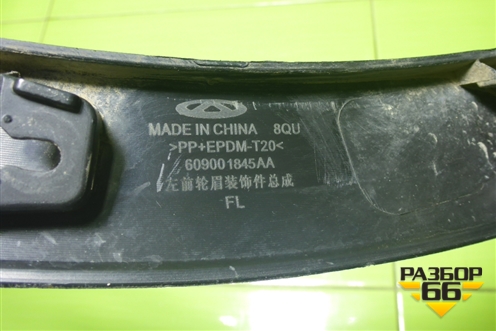 MADE IN CHINA 8QU
>PP+EPDM-T20<
609001845AA
左前轮眉装饰件总成
FL
РАЗБОР
66